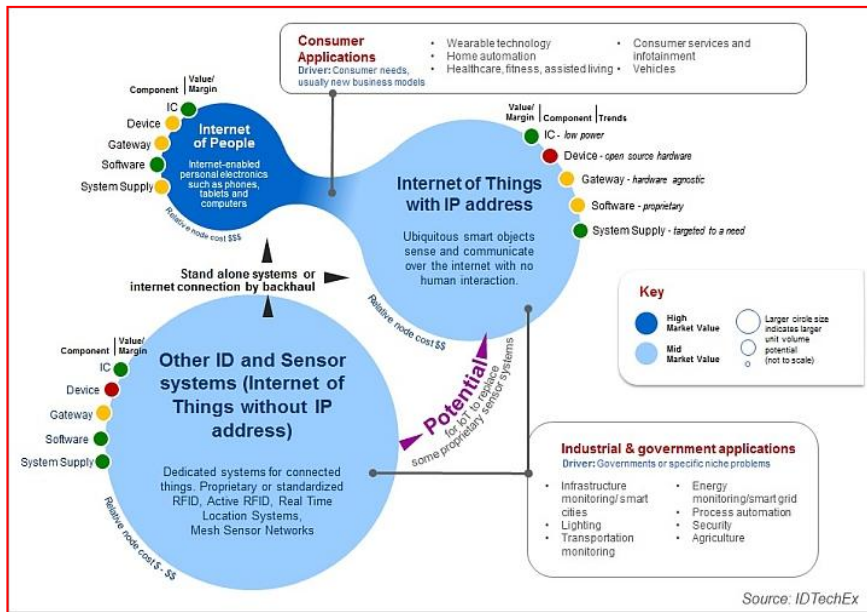 Consumer
Applications
Driver: Consumer needs,
usually new business models
• Wearable technology
• Home automation
• Healthcare, fitness, assisted living
• Consumer services and
infotainment
• Vehicles
Component | Value/
Margin
IC
Device
Gateway
Software
System Supply
Internet
of People
Internet-enabled
personal electronics
such as phones,
tablets and
computers
Relative node cost $$$
Value/
Margin | Component | Trends
IC - low power
Device - open source hardware
Gateway - hardware agnostic
Software - proprietary
System Supply - targeted to a need
Internet of Things
with IP address
Ubiquitous smart objects
sense and communicate
over the internet with no
human interaction.
Relative node cost $$
Stand alone systems or
internet connection by backhaul
Key
High
Market Value
Mid
Market Value
Larger circle size
indicates larger
unit volume
potential
(not to scale)
Component | Value/
Margin
IC
Device
Gateway
Software
System Supply
Other ID and Sensor
systems (Internet of
Things without IP
address)
Dedicated systems for connected
things. Proprietary or standardized
RFID, Active RFID, Real Time
Location Systems,
Mesh Sensor Networks
Relative node cost $ - $$
Potential
for IoT to replace
some proprietary sensor systems
Industrial & government applications
Driver: Governments or specific niche problems
• Infrastructure
monitoring/smart
cities
• Lighting
• Transportation
monitoring
• Energy
monitoring/smart grid
• Process automation
• Security
• Agriculture
Source: IDTechEx